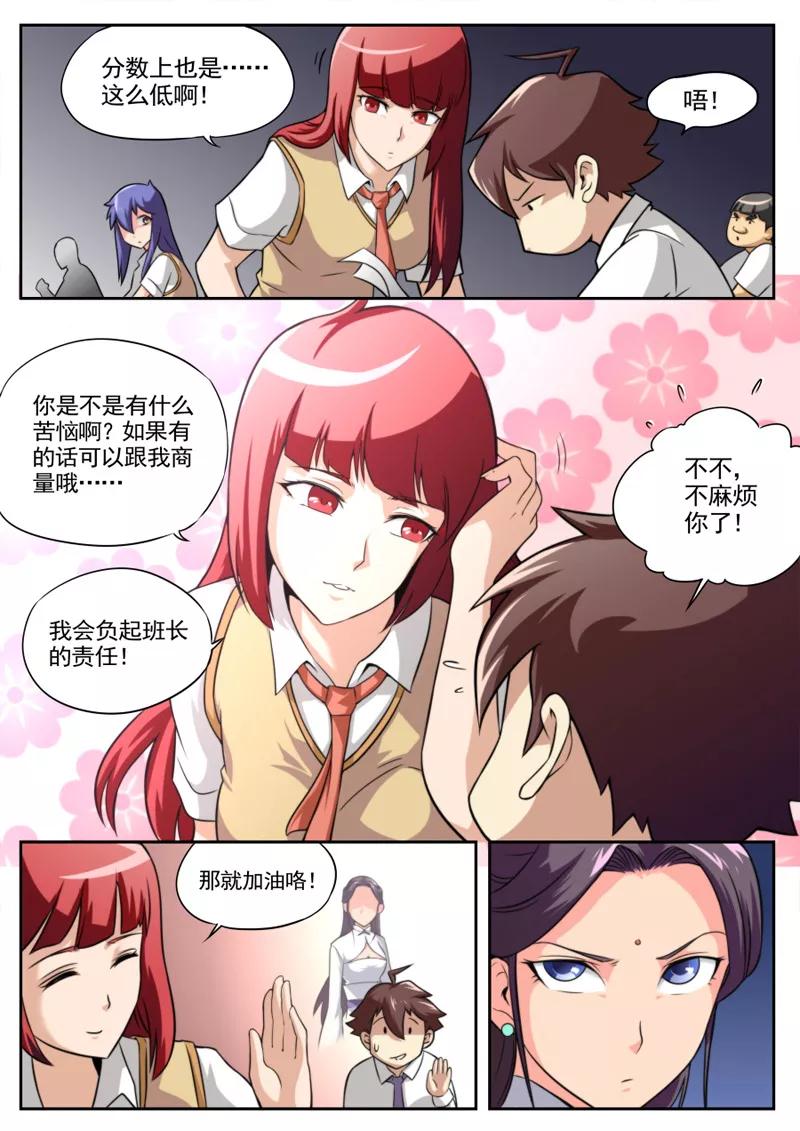 分数上也是……
这么低啊！
唔！
你是不是有什么
苦恼啊？如果有
的话可以跟我商
量哦……
不不，
不麻烦
你了！
我会负起班长
的责任！
那就加油咯！